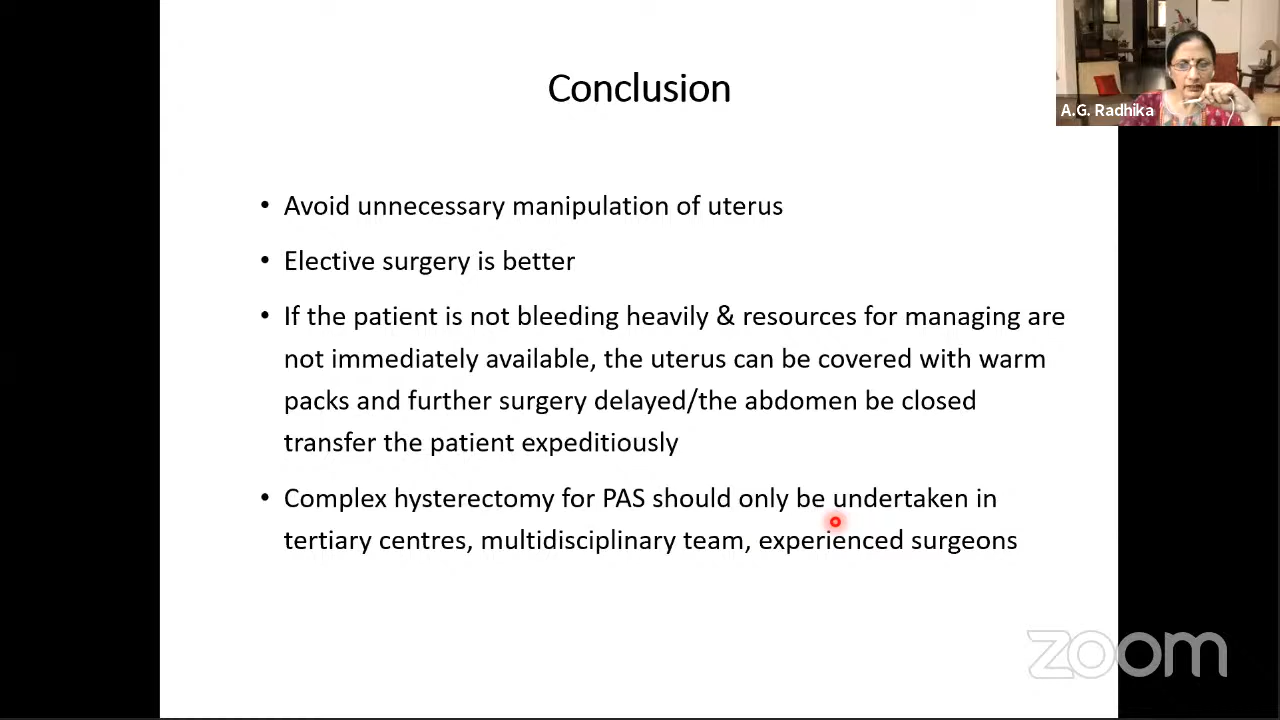 Conclusion
A.G. Radhika
• Avoid unnecessary manipulation of uterus
• Elective surgery is better
• If the patient is not bleeding heavily & resources for managing are
not immediately available, the uterus can be covered with warm
packs and further surgery delayed/the abdomen be closed
transfer the patient expeditiously
• Complex hysterectomy for PAS should only be undertaken in
tertiary centres, multidisciplinary team, experienced surgeons
zoom